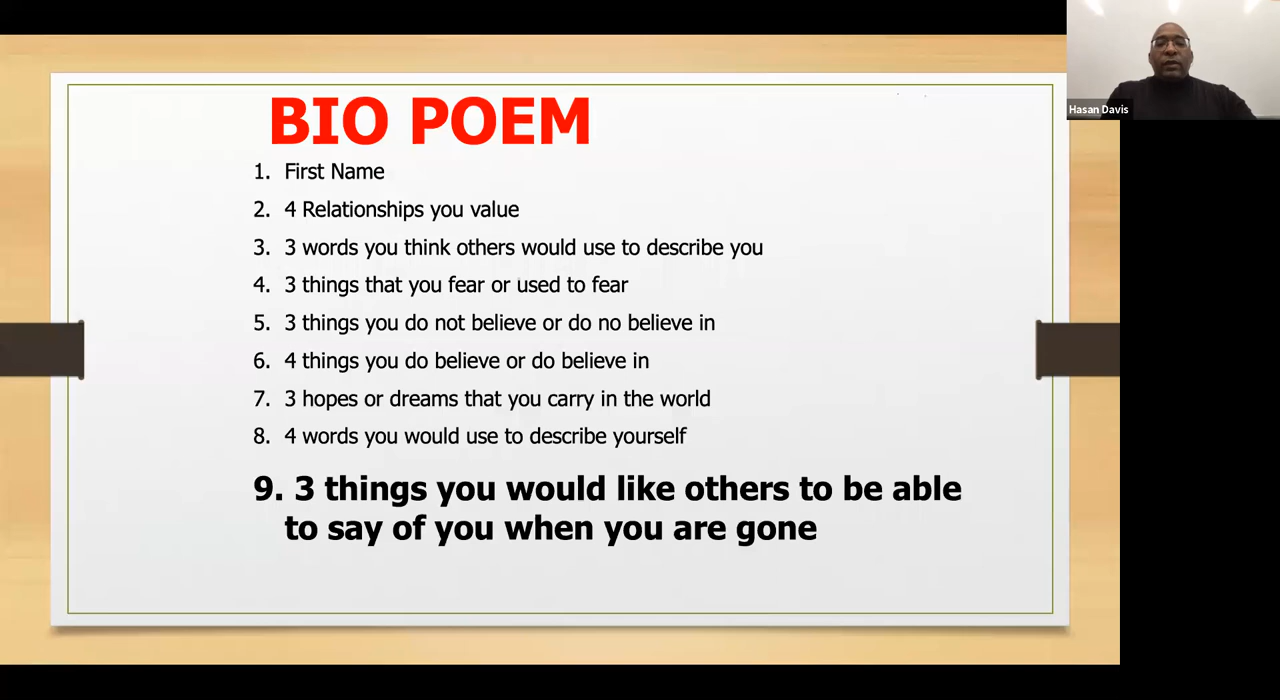 BIO POEM
1. First Name
2. 4 Relationships you value
3. 3 words you think others would use to describe you
4. 3 things that you fear or used to fear
5. 3 things you do not believe or do no believe in
6. 4 things you do believe or do believe in
7. 3 hopes or dreams that you carry in the world
8. 4 words you would use to describe yourself
9. 3 things you would like others to be able
to say of you when you are gone
Hasan Davis